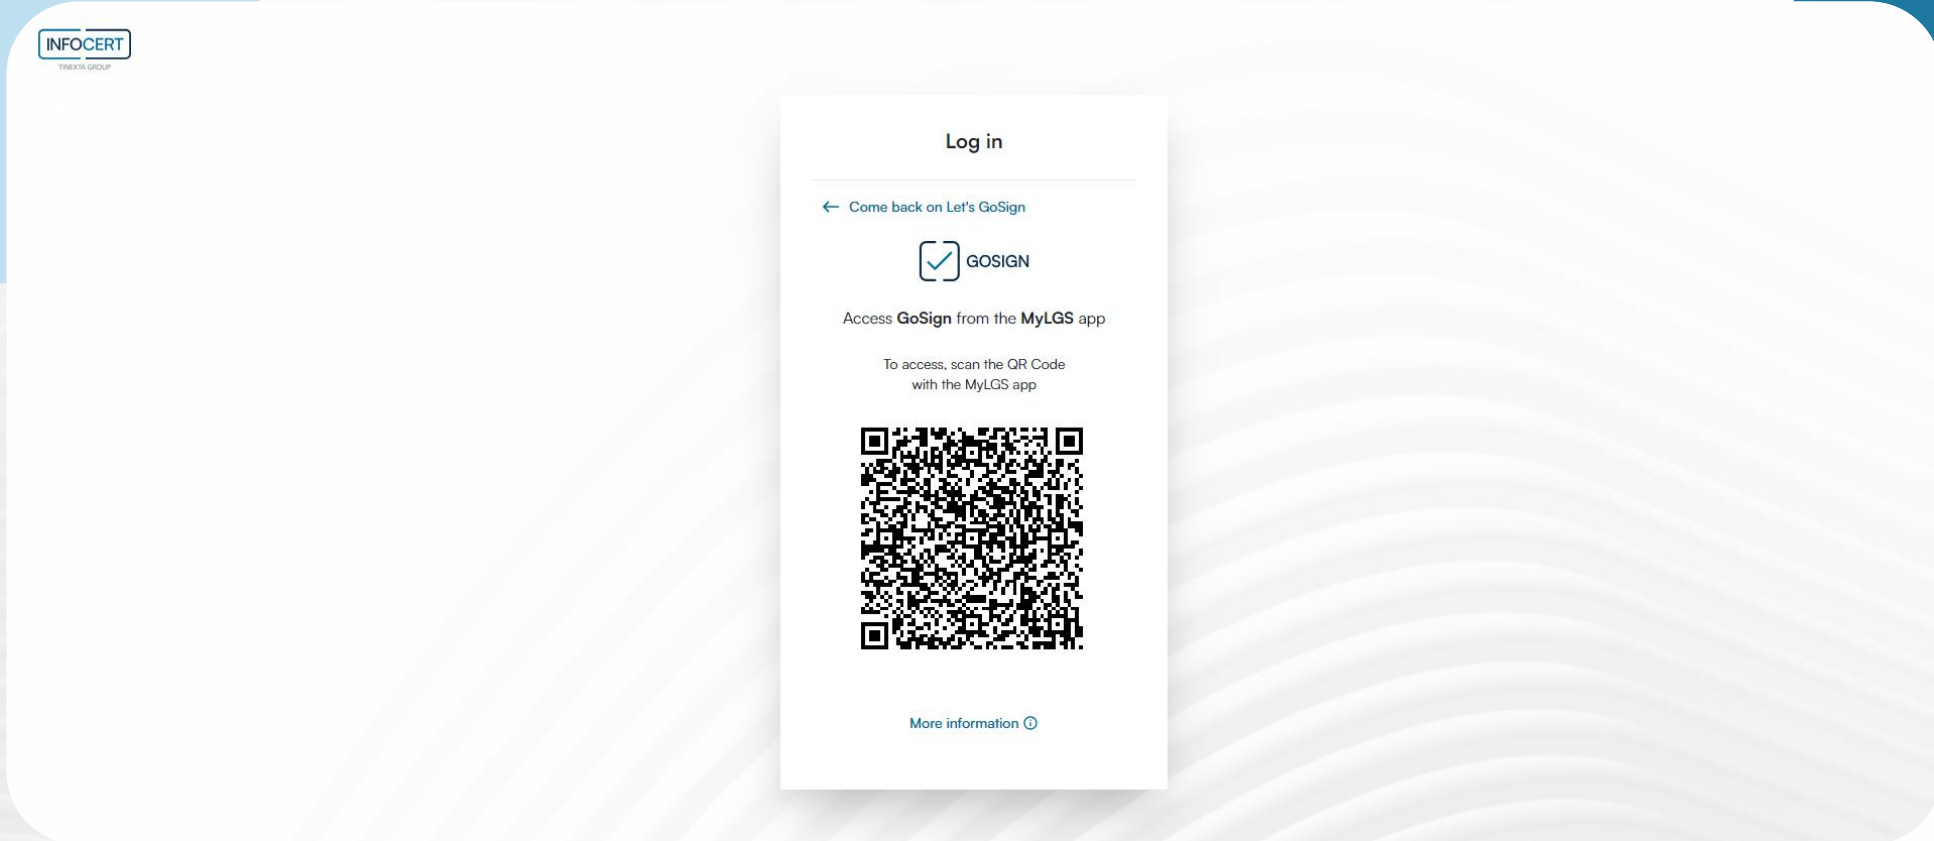 INFOCERT
TINEXTA GROUP
Log in
← Come back on Let's GoSign
GOSIGN
Access GoSign from the MyLGS app
To access, scan the QR Code
with the MyLGS app
More information